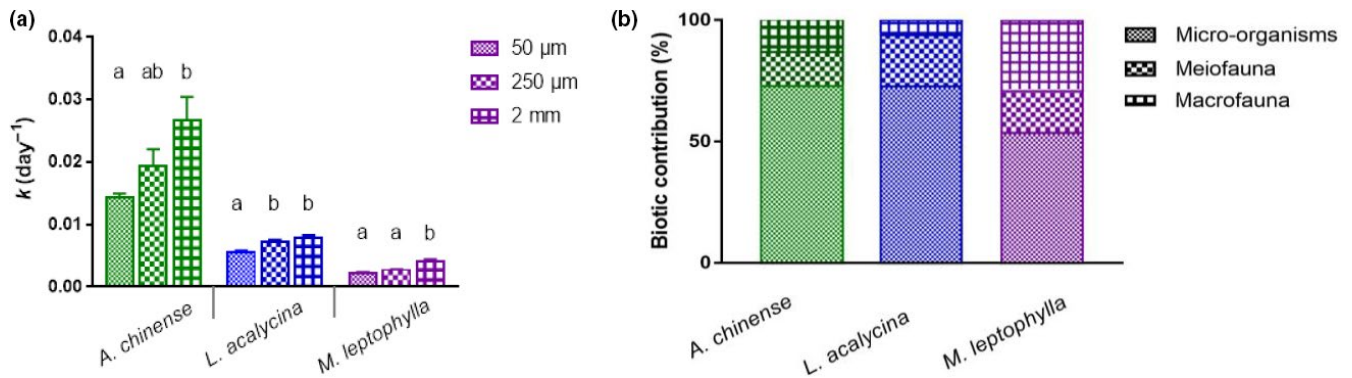 (a)
0.04
0.03
0.02
0.01
0.00
k (day⁻¹)
a ab b
a b b
a a b
50 µm
250 µm
2 mm
A. chinense
L. acalycina
M. leptophylla
(b)
100
50
0
Biotic contribution (%)
A. chinense
L. acalycina
M. leptophylla
Micro-organisms
Meiofauna
Macrofauna